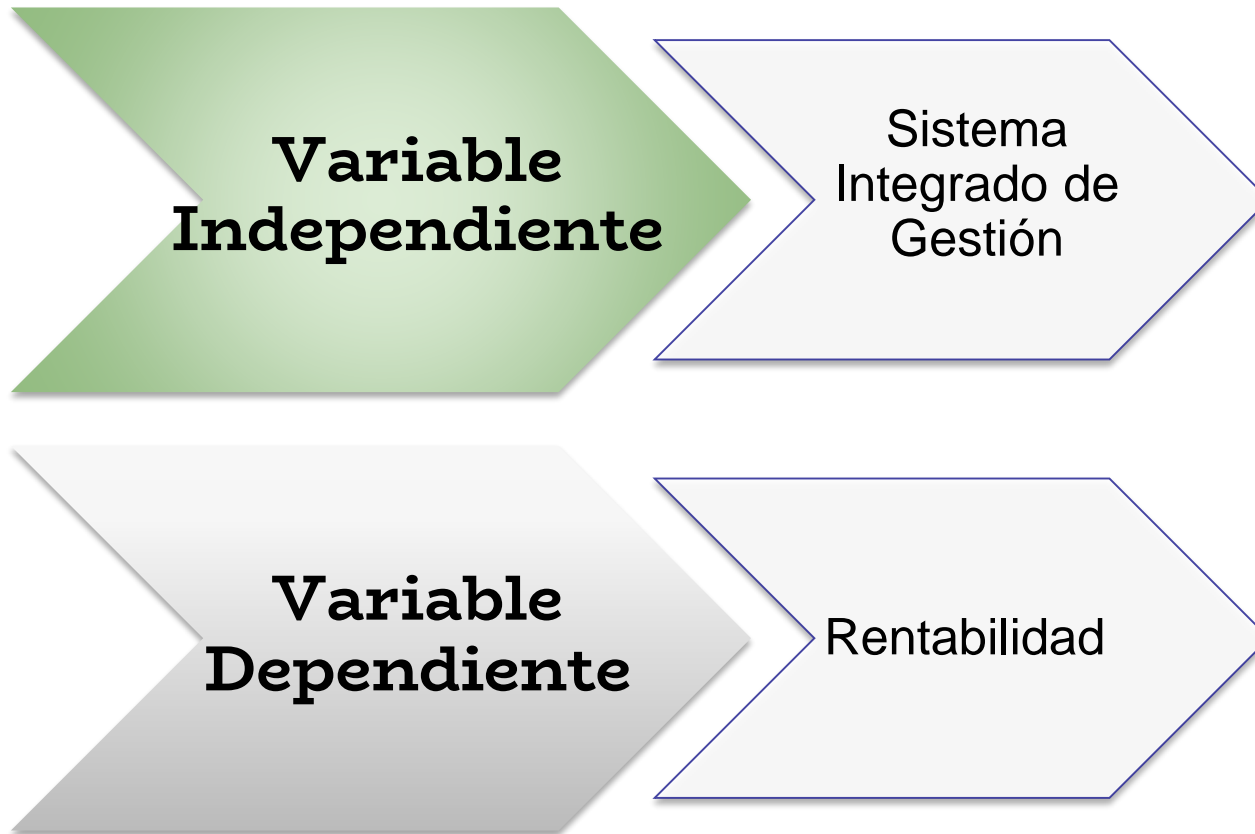 Variable
Independiente
Sistema
Integrado de
Gestión
Variable
Dependiente
Rentabilidad